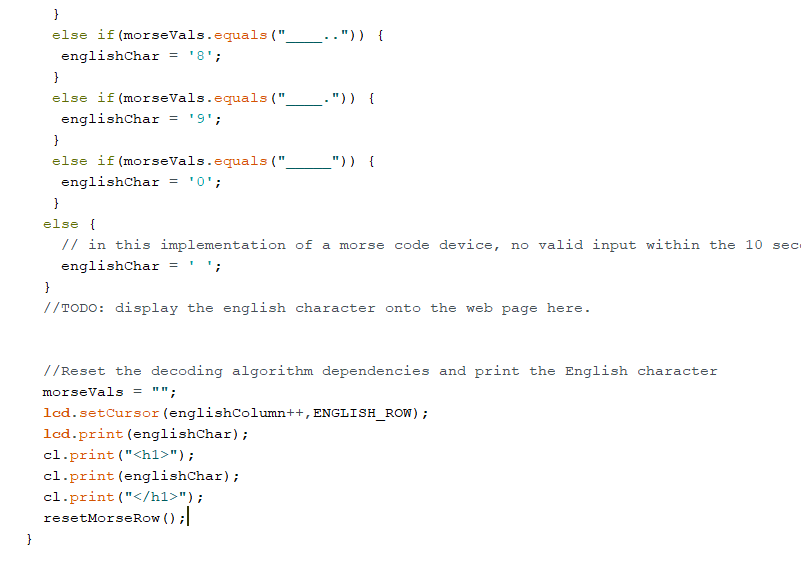 }
else if(morseVals.equals("____..")) {
englishChar = '8';
}
else if(morseVals.equals("____.")) {
englishChar = '9';
}
else if(morseVals.equals("_____")) {
englishChar = '0';
}
else {
// in this implementation of a morse code device, no valid input within the 10 sec
englishChar = ' ';
}
//TODO: display the english character onto the web page here.
//Reset the decoding algorithm dependencies and print the English character
morseVals = "";
lcd.setCursor(englishColumn++,ENGLISH_ROW);
lcd.print(englishChar);
cl.print("<h1>");
cl.print(englishChar);
cl.print("</h1>");
resetMorseRow();
}